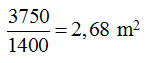 3750/1400 = 2,68 m²